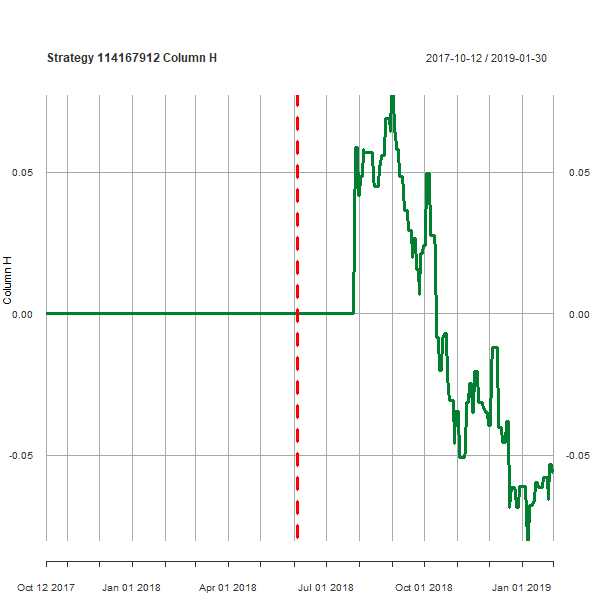 Strategy 114167912 Column H
2017-10-12 / 2019-01-30
0.05
0.05
0.00
0.00
-0.05
-0.05
Column H
Oct 12 2017
Jan 01 2018
Apr 01 2018
Jul 01 2018
Oct 01 2018
Jan 01 2019